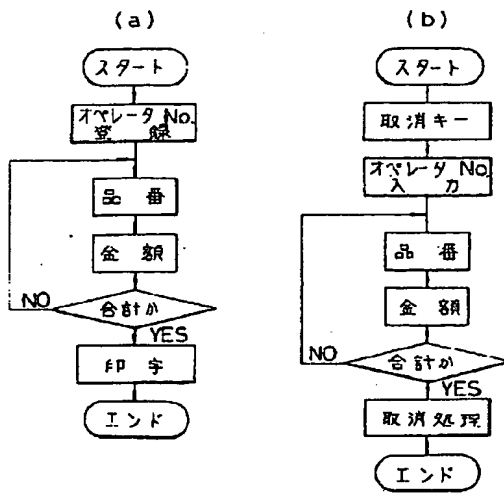 (a)
スタート
オペレータNo.
登録
品番
金額
合計か
NO
YES
印字
エンド
(b)
スタート
取消キー
オペレータNo.
入力
品番
金額
合計か
NO
YES
取消処理
エンド